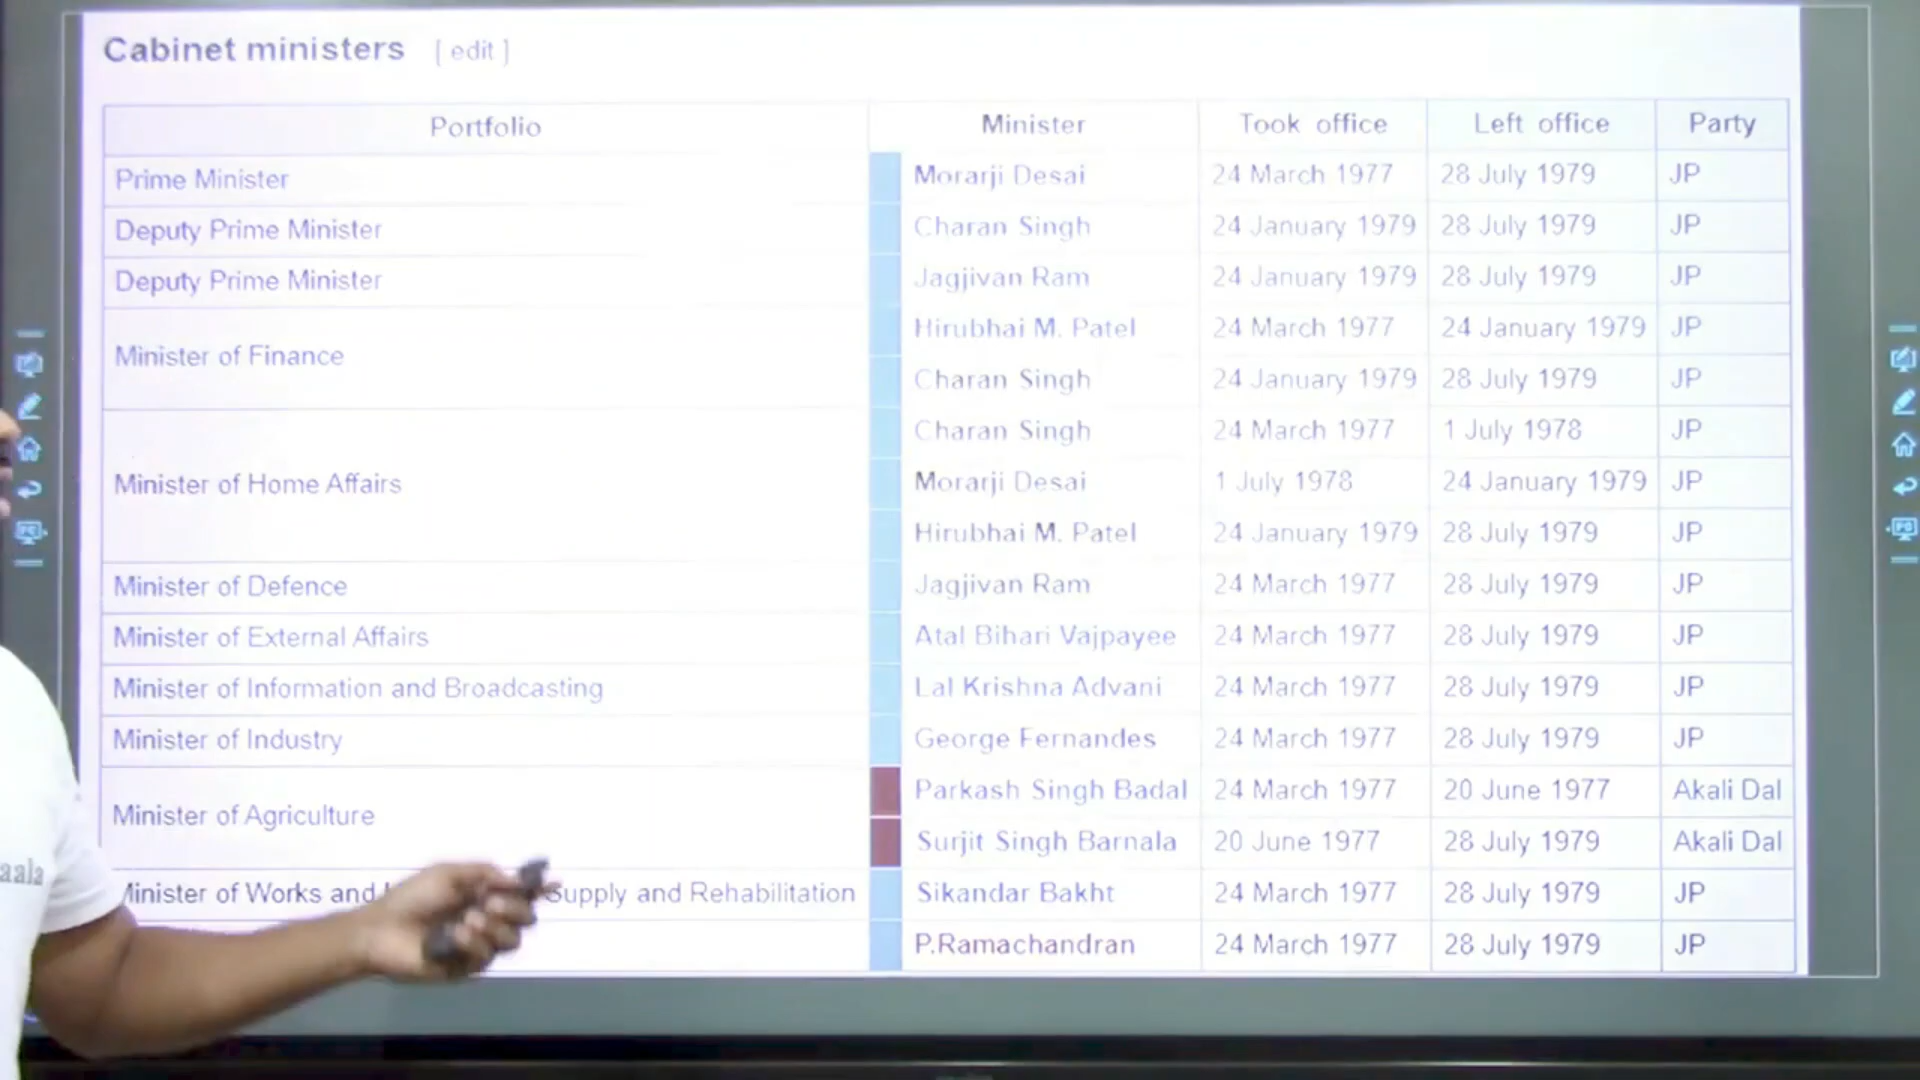 Cabinet ministers [ edit ]
Portfolio Minister Took office Left office Party
Prime Minister Morarji Desai 24 March 1977 28 July 1979 JP
Deputy Prime Minister Charan Singh 24 January 1979 28 July 1979 JP
Deputy Prime Minister Jagjivan Ram 24 January 1979 28 July 1979 JP
Minister of Finance Hirubhai M. Patel 24 March 1977 24 January 1979 JP
Charan Singh 24 January 1979 28 July 1979 JP
Minister of Home Affairs Charan Singh 24 March 1977 1 July 1978 JP
Morarji Desai 1 July 1978 24 January 1979 JP
Hirubhai M. Patel 24 January 1979 28 July 1979 JP
Minister of Defence Jagjivan Ram 24 March 1977 28 July 1979 JP
Minister of External Affairs Atal Bihari Vajpayee 24 March 1977 28 July 1979 JP
Minister of Information and Broadcasting Lal Krishna Advani 24 March 1977 28 July 1979 JP
Minister of Industry George Fernandes 24 March 1977 28 July 1979 JP
Minister of Agriculture Parkash Singh Badal 24 March 1977 20 June 1977 Akali Dal
Surjit Singh Barnala 20 June 1977 28 July 1979 Akali Dal
Minister of Works and Supply and Rehabilitation Sikandar Bakht 24 March 1977 28 July 1979 JP
P.Ramachandran 24 March 1977 28 July 1979 JP
aala
PC
PC